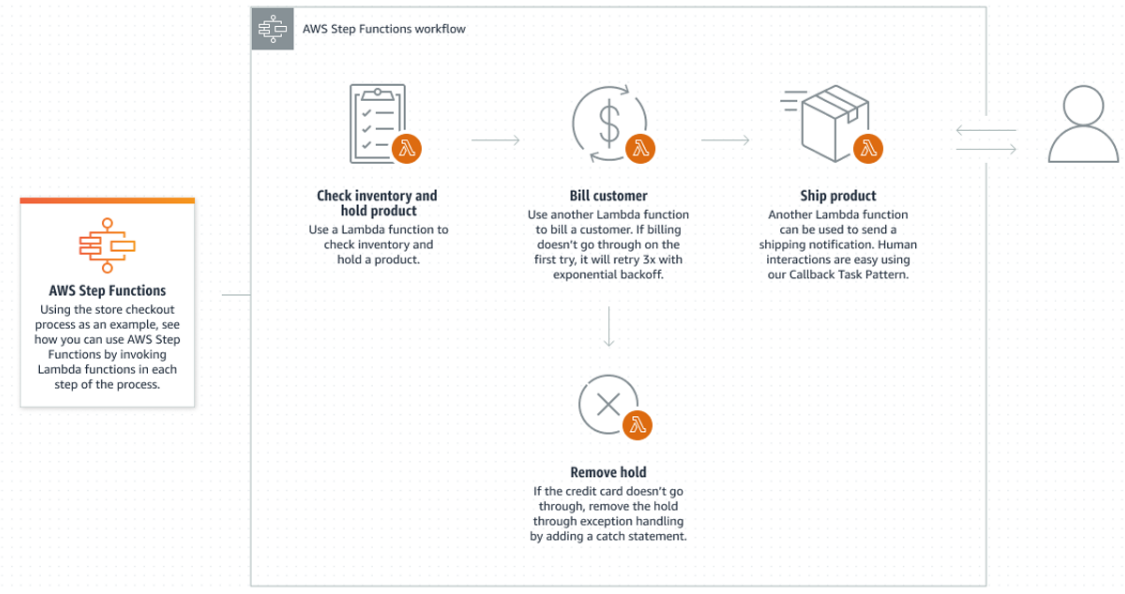 AWS Step Functions workflow
Check inventory and
hold product
Use a Lambda function to
check inventory and
hold a product.
Bill customer
Use another Lambda function
to bill a customer. If billing
doesn't go through on the
first try, it will retry 3x with
exponential backoff.
Ship product
Another Lambda function
can be used to send a
shipping notification. Human
interactions are easy using
our Callback Task Pattern.
AWS Step Functions
Using the store checkout
process as an example, see
how you can use AWS Step
Functions by invoking
Lambda functions in each
step of the process.
Remove hold
If the credit card doesn't go
through, remove the hold
through exception handling
by adding a catch statement.